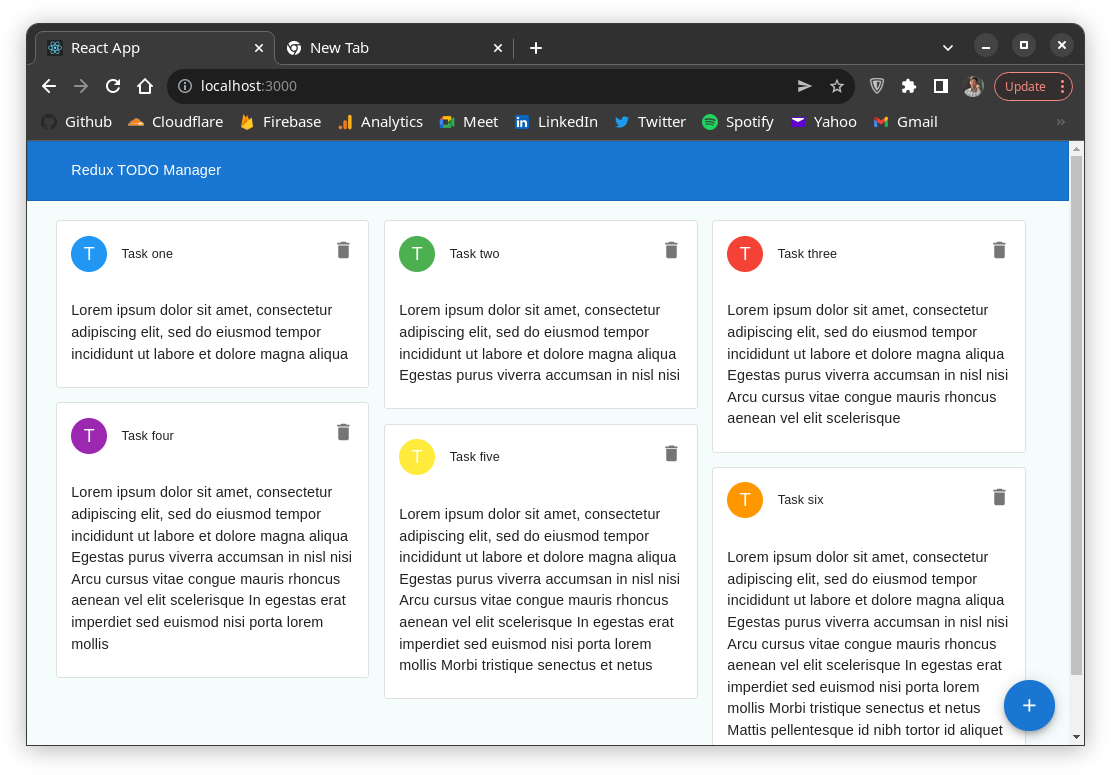 React App
New Tab
localhost:3000
Update
Github
Cloudflare
Firebase
Analytics
Meet
LinkedIn
Twitter
Spotify
Yahoo
Gmail
Redux TODO Manager
T
Task one
Lorem ipsum dolor sit amet, consectetur
adipiscing elit, sed do eiusmod tempor
incididunt ut labore et dolore magna aliqua
T
Task two
Lorem ipsum dolor sit amet, consectetur
adipiscing elit, sed do eiusmod tempor
incididunt ut labore et dolore magna aliqua
Egestas purus viverra accumsan in nisl nisi
T
Task three
Lorem ipsum dolor sit amet, consectetur
adipiscing elit, sed do eiusmod tempor
incididunt ut labore et dolore magna aliqua
Egestas purus viverra accumsan in nisl nisi
Arcu cursus vitae congue mauris rhoncus
aenean vel elit scelerisque
T
Task four
Lorem ipsum dolor sit amet, consectetur
adipiscing elit, sed do eiusmod tempor
incididunt ut labore et dolore magna aliqua
Egestas purus viverra accumsan in nisl nisi
Arcu cursus vitae congue mauris rhoncus
aenean vel elit scelerisque In egestas erat
imperdiet sed euismod nisi porta lorem
mollis
T
Task five
Lorem ipsum dolor sit amet, consectetur
adipiscing elit, sed do eiusmod tempor
incididunt ut labore et dolore magna aliqua
Egestas purus viverra accumsan in nisl nisi
Arcu cursus vitae congue mauris rhoncus
aenean vel elit scelerisque In egestas erat
imperdiet sed euismod nisi porta lorem
mollis Morbi tristique senectus et netus
T
Task six
Lorem ipsum dolor sit amet, consectetur
adipiscing elit, sed do eiusmod tempor
incididunt ut labore et dolore magna aliqua
Egestas purus viverra accumsan in nisl nisi
Arcu cursus vitae congue mauris rhoncus
aenean vel elit scelerisque In egestas erat
imperdiet sed euismod nisi porta lorem
mollis Morbi tristique senectus et netus
Mattis pellentesque id nibh tortor id aliquet